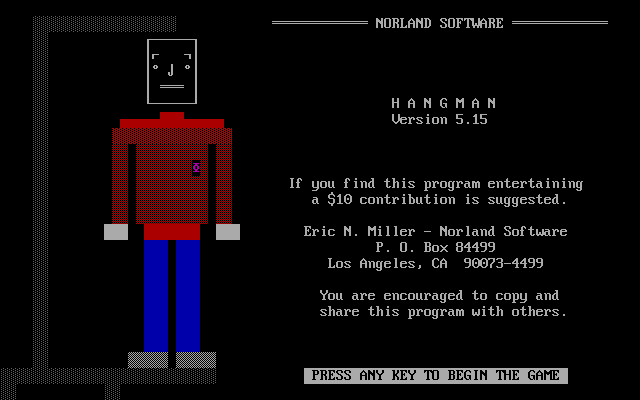 NORLAND SOFTWARE
H A N G M A N
Version 5.15
If you find this program entertaining
a $10 contribution is suggested.
Eric N. Miller - Norland Software
P. O. Box 84499
Los Angeles, CA  90073-4499
You are encouraged to copy and
share this program with others.
PRESS ANY KEY TO BEGIN THE GAME